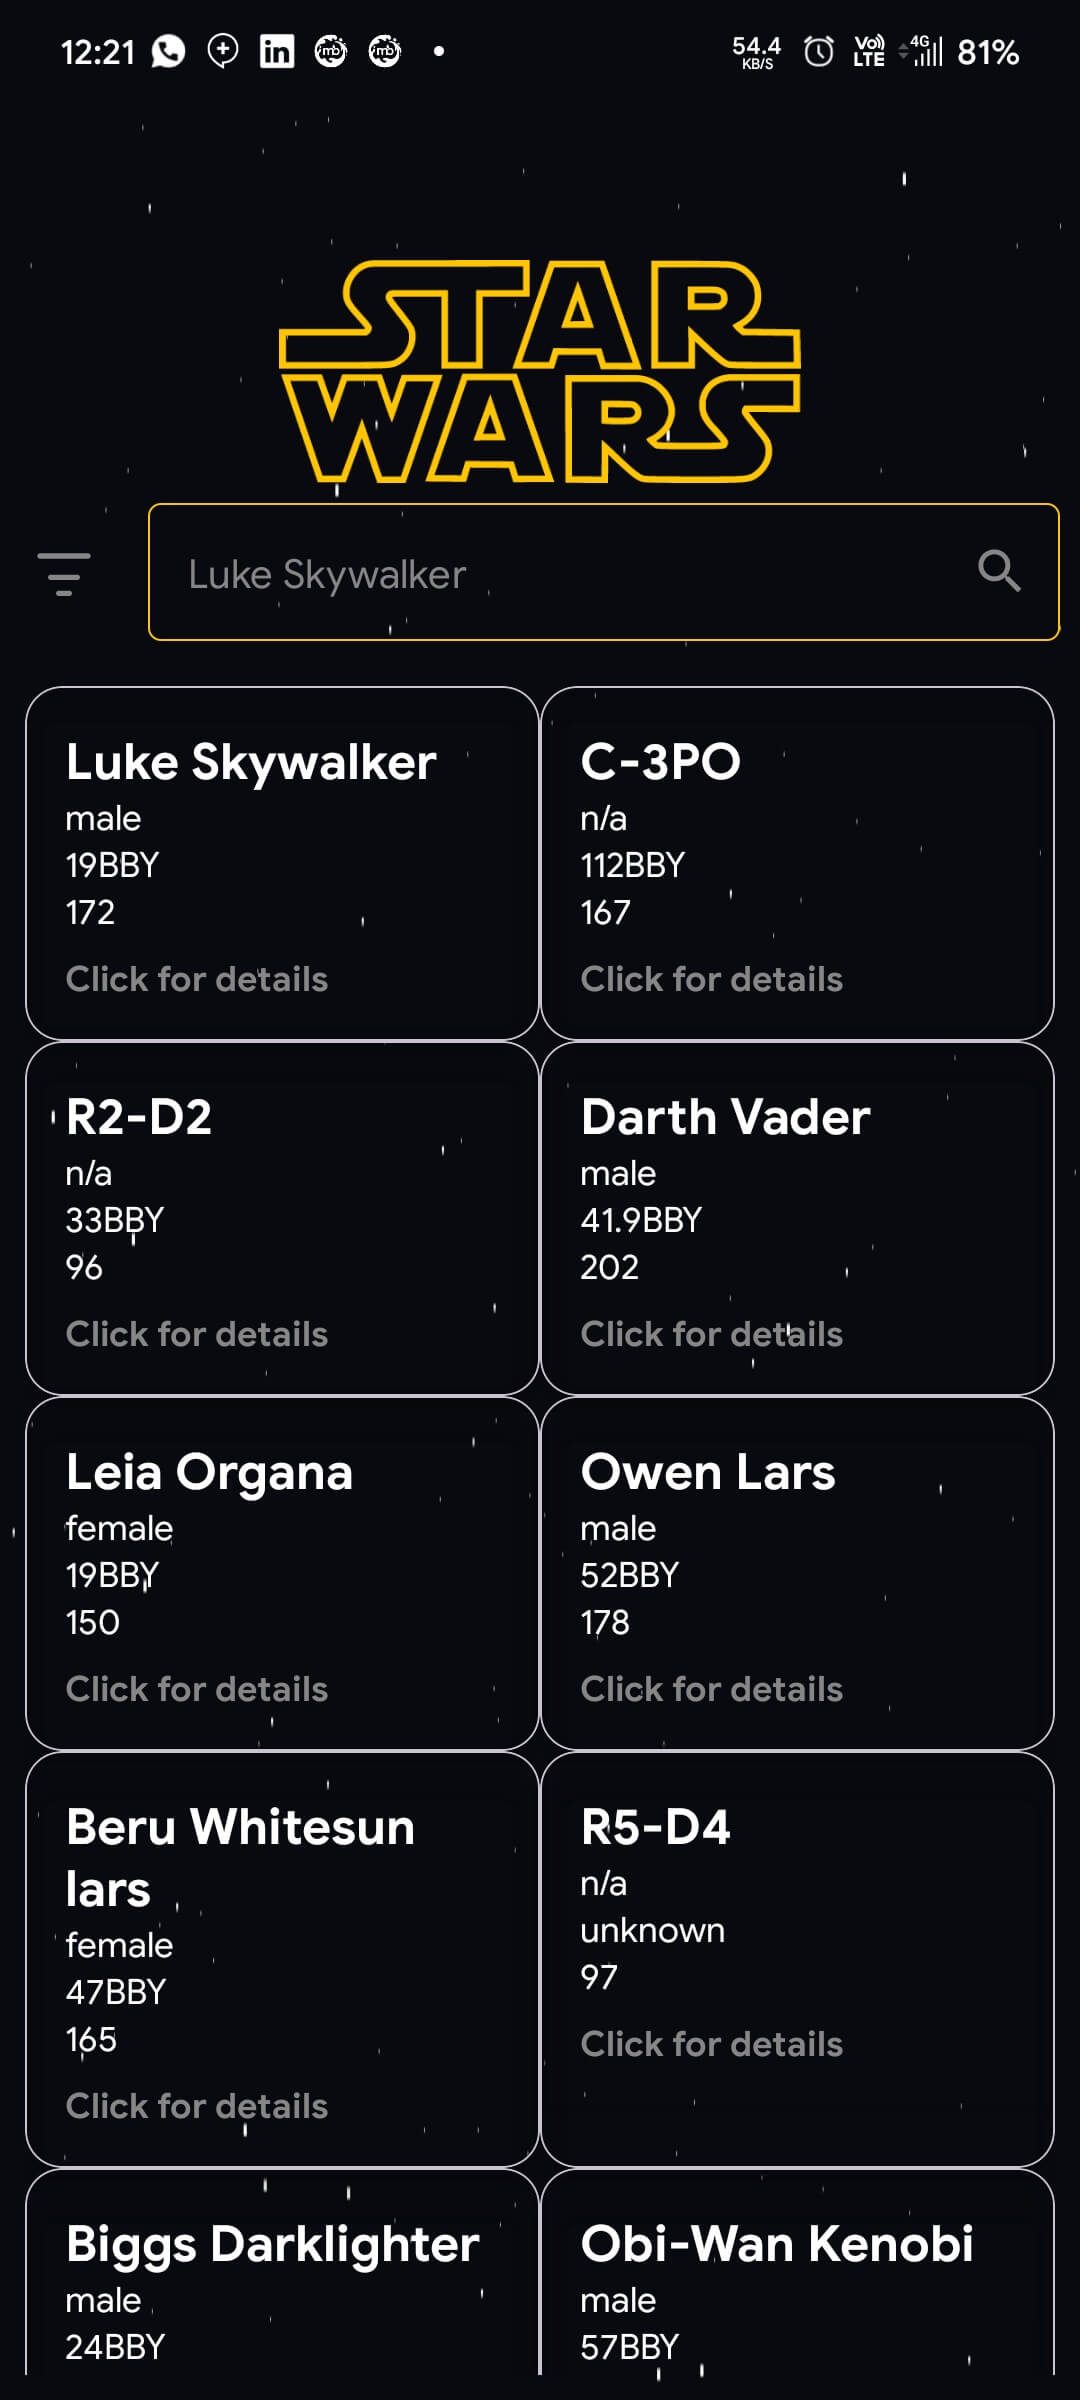 12:21 in mb mb 54.4 KB/S Vo)) LTE 4G 81%
STAR
WARS
Luke Skywalker
Luke Skywalker
male
19BBY
172
Click for details
C-3PO
n/a
112BBY
167
Click for details
R2-D2
n/a
33BBY
96
Click for details
Darth Vader
male
41.9BBY
202
Click for details
Leia Organa
female
19BBY
150
Click for details
Owen Lars
male
52BBY
178
Click for details
Beru Whitesun
lars
female
47BBY
165
Click for details
R5-D4
n/a
unknown
97
Click for details
Biggs Darklighter
male
24BBY
Obi-Wan Kenobi
male
57BBY